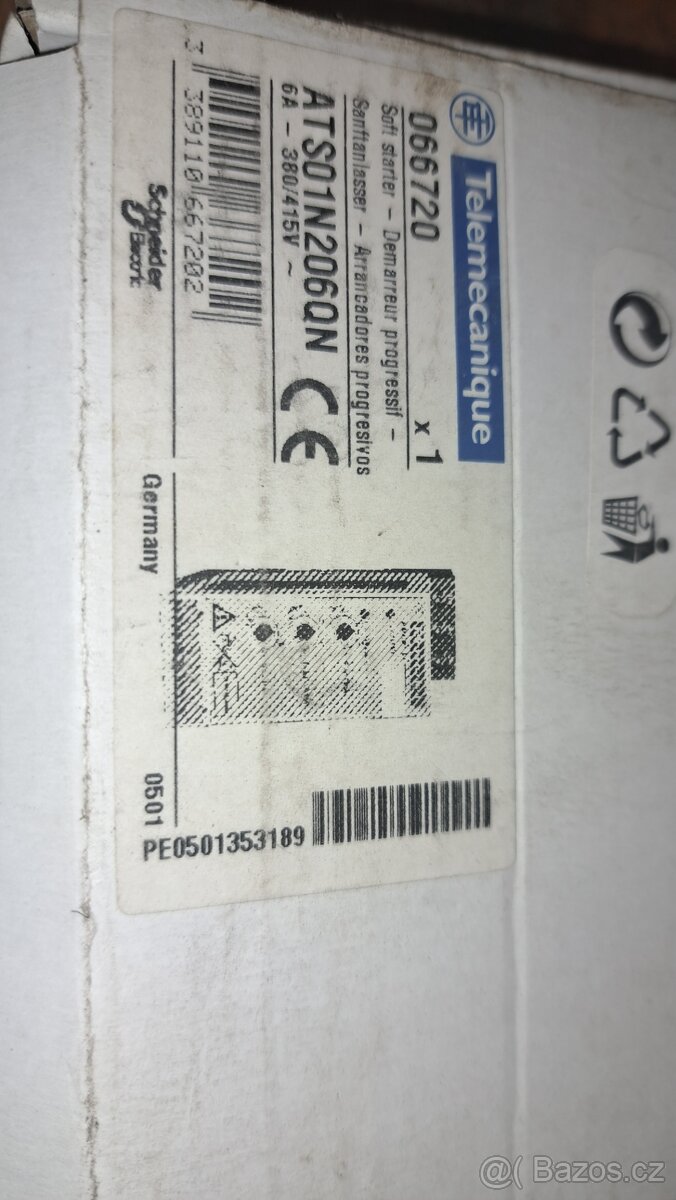 Telemecanique
066720 x 1
Soft starter - Demarreur progressif -
Sanftanlasser - Arrancadores progresivos
ATS01N206QN
6A - 380/415V ~
CE
3 389110 667202
Schneider
Electric
Germany
0501
PE0501353189
@( Bazos.cz